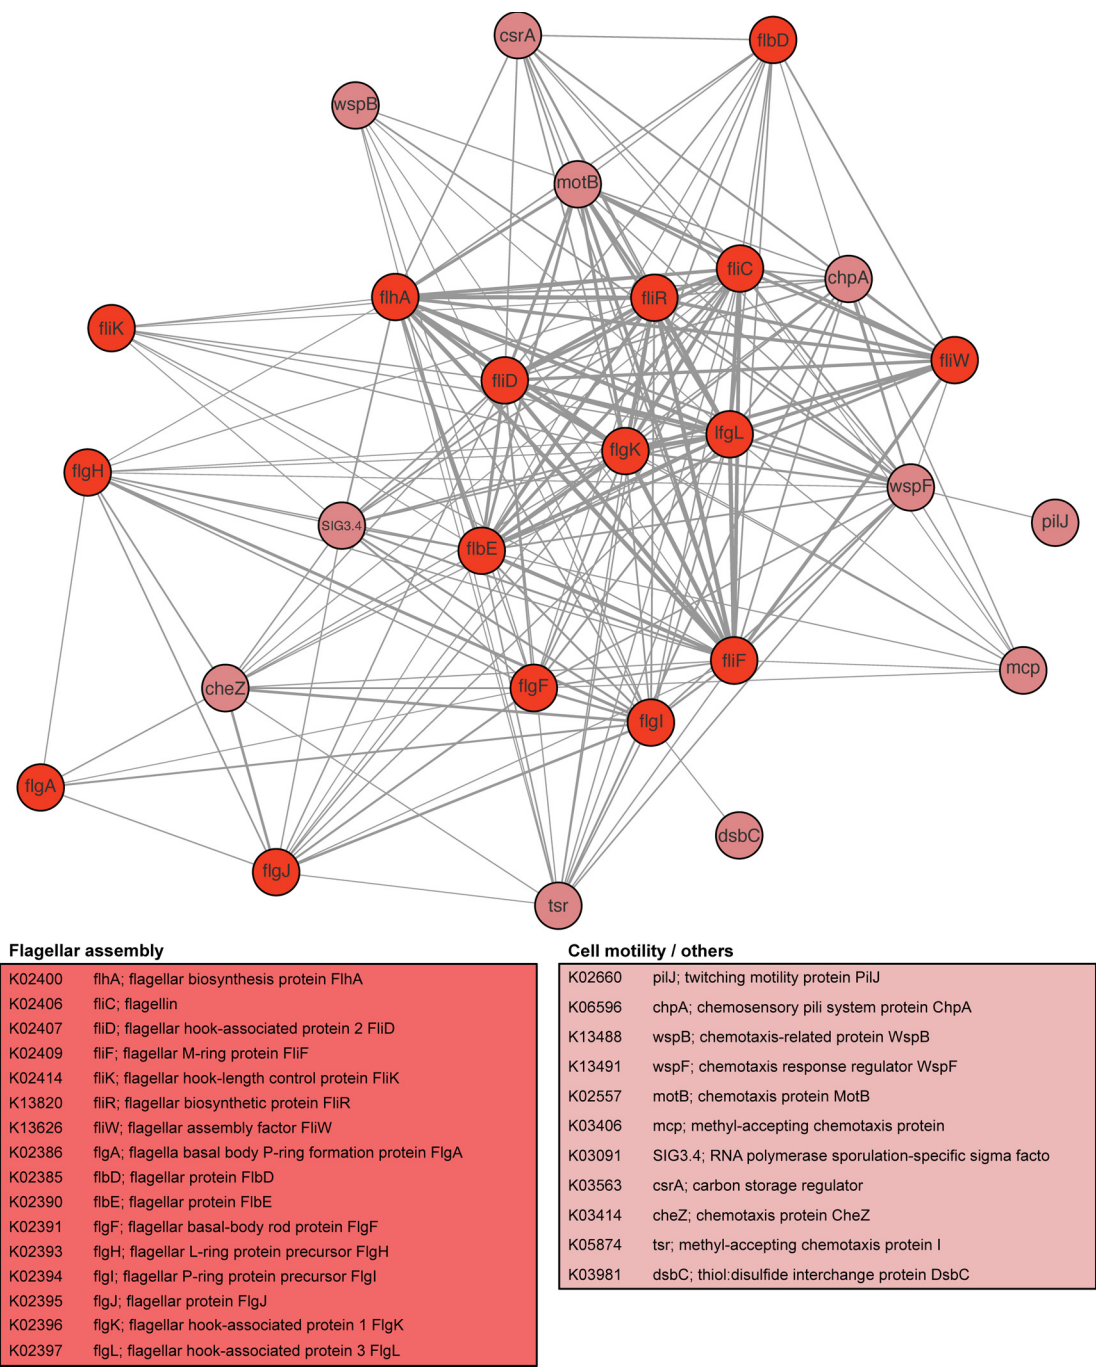 csrA
flbD
wspB
motB
fliC
chpA
flhA
fliR
fliK
fliW
fliD
lfgL
flgK
flgH
wspF
SIG3.4
pilJ
flbE
fliF
mcp
cheZ
flgF
flgI
flgA
dsbC
flgJ
tsr
Flagellar assembly
K02400 flhA; flagellar biosynthesis protein FlhA
K02406 fliC; flagellin
K02407 fliD; flagellar hook-associated protein 2 FliD
K02409 fliF; flagellar M-ring protein FliF
K02414 fliK; flagellar hook-length control protein FliK
K13820 fliR; flagellar biosynthetic protein FliR
K13626 fliW; flagellar assembly factor FliW
K02386 flgA; flagella basal body P-ring formation protein FlgA
K02385 flbD; flagellar protein FlbD
K02390 flbE; flagellar protein FlbE
K02391 flgF; flagellar basal-body rod protein FlgF
K02393 flgH; flagellar L-ring protein precursor FlgH
K02394 flgI; flagellar P-ring protein precursor FlgI
K02395 flgJ; flagellar protein FlgJ
K02396 flgK; flagellar hook-associated protein 1 FlgK
K02397 flgL; flagellar hook-associated protein 3 FlgL
Cell motility / others
K02660 pilJ; twitching motility protein PilJ
K06596 chpA; chemosensory pili system protein ChpA
K13488 wspB; chemotaxis-related protein WspB
K13491 wspF; chemotaxis response regulator WspF
K02557 motB; chemotaxis protein MotB
K03406 mcp; methyl-accepting chemotaxis protein
K03091 SIG3.4; RNA polymerase sporulation-specific sigma facto
K03563 csrA; carbon storage regulator
K03414 cheZ; chemotaxis protein CheZ
K05874 tsr; methyl-accepting chemotaxis protein I
K03981 dsbC; thiol:disulfide interchange protein DsbC